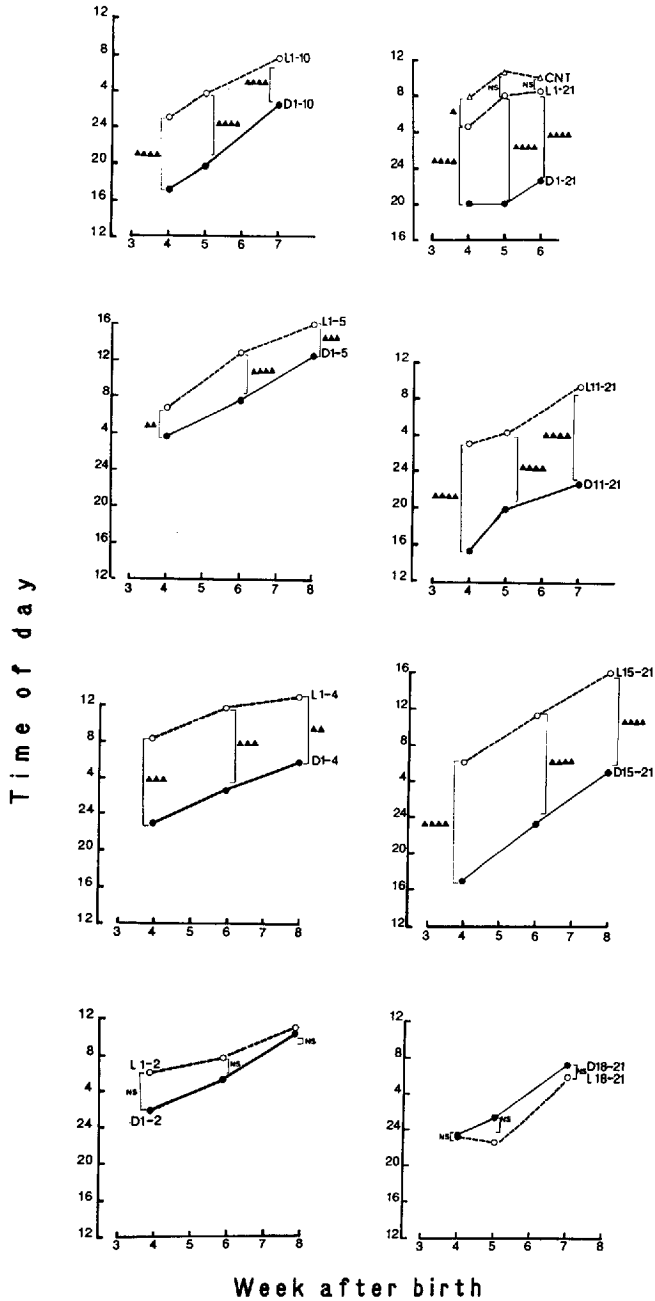 12
8
4
24
20
16
12
3 4 5 6 7
L1-10
D1-10
▲▲▲▲
▲▲▲▲
▲▲▲▲
12
8
4
24
20
16
3 4 5 6
CNT
L1-21
D1-21
NS
NS
▲
▲▲▲▲
▲▲▲▲
▲▲▲▲
16
12
8
4
24
20
16
12
3 4 5 6 7 8
L1-5
D1-5
▲▲
▲▲▲▲
▲▲▲
12
8
4
24
20
16
12
3 4 5 6 7
L11-21
D11-21
▲▲▲▲
▲▲▲▲
▲▲▲▲
Time of day
12
8
4
24
20
16
12
3 4 5 6 7 8
L1-4
D1-4
▲▲▲
▲▲▲
▲▲
16
12
8
4
24
20
16
12
3 4 5 6 7 8
L15-21
D15-21
▲▲▲▲
▲▲▲▲
▲▲▲▲
12
8
4
24
20
16
12
3 4 5 6 7 8
L1-2
D1-2
NS
NS
NS
12
8
4
24
20
16
12
3 4 5 6 7 8
D18-21
L18-21
NS
NS
NS
Week after birth